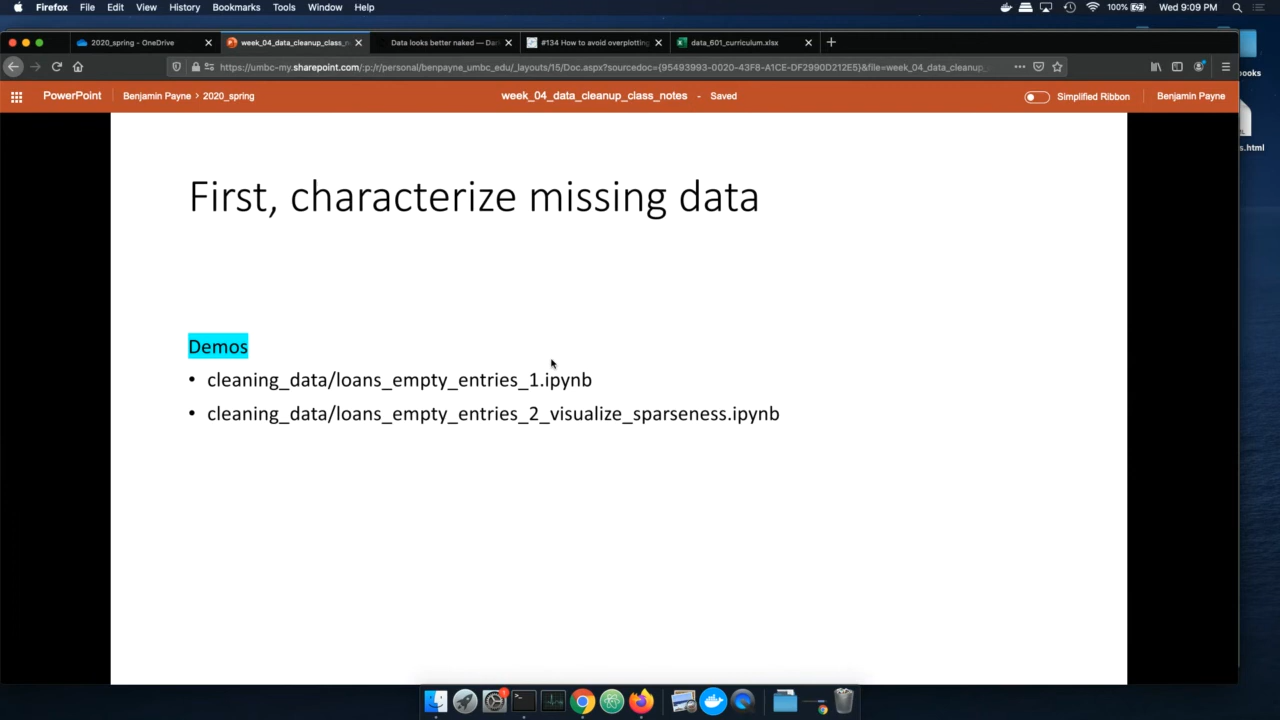 Firefox File Edit View History Bookmarks Tools Window Help 100% Wed 9:09 PM
2020_spring - OneDrive week_04_data_cleanup_class_n Data looks better naked — Dar #134 How to avoid overplotting data_601_curriculum.xlsx
https://umbc-my.sharepoint.com/:p:/r/personal/benpayne_umbc_edu/_layouts/15/Doc.aspx?sourcedoc={95493993-0020-43F8-A1CE-DF2990D212E5}&file=week_04_data_cleanup_
ooks
PowerPoint Benjamin Payne > 2020_spring week_04_data_cleanup_class_notes - Saved Simplified Ribbon Benjamin Payne
s.html
First, characterize missing data
Demos
• cleaning_data/loans_empty_entries_1.ipynb
• cleaning_data/loans_empty_entries_2_visualize_sparseness.ipynb